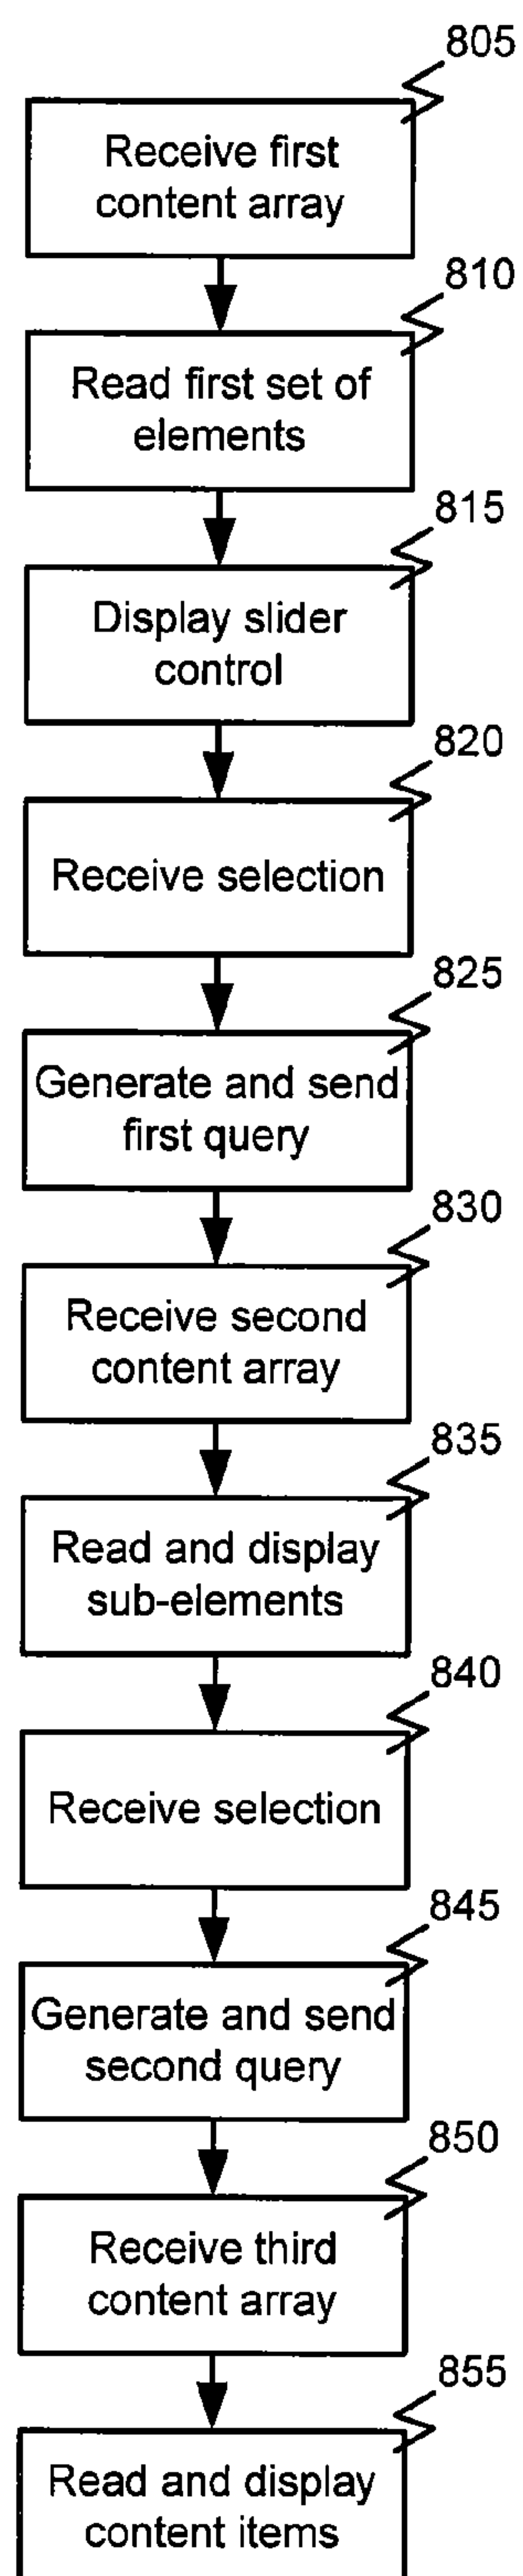 805
Receive first
content array
810
Read first set of
elements
815
Display slider
control
820
Receive selection
825
Generate and send
first query
830
Receive second
content array
835
Read and display
sub-elements
840
Receive selection
845
Generate and send
second query
850
Receive third
content array
855
Read and display
content items